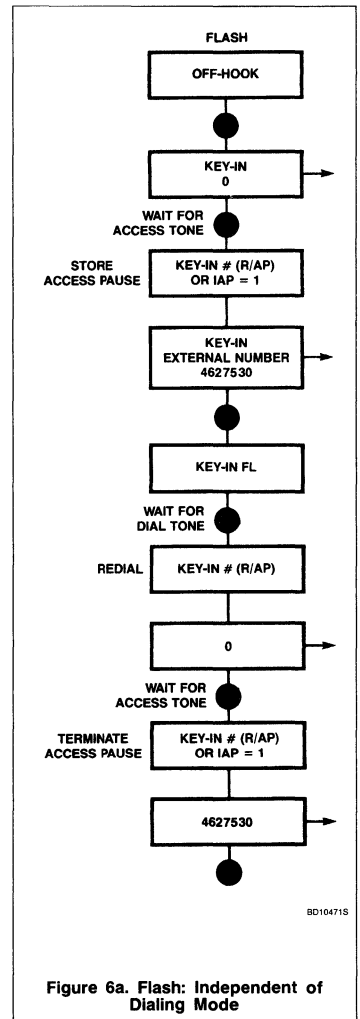 FLASH
OFF-HOOK
KEY-IN
0
WAIT FOR
ACCESS TONE
STORE
ACCESS PAUSE
KEY-IN # (R/AP)
OR IAP = 1
KEY-IN
EXTERNAL NUMBER
4627530
KEY-IN FL
WAIT FOR
DIAL TONE
REDIAL
KEY-IN # (R/AP)
0
WAIT FOR
ACCESS TONE
TERMINATE
ACCESS PAUSE
KEY-IN # (R/AP)
OR IAP = 1
4627530
BD10471S
Figure 6a. Flash: Independent of
Dialing Mode